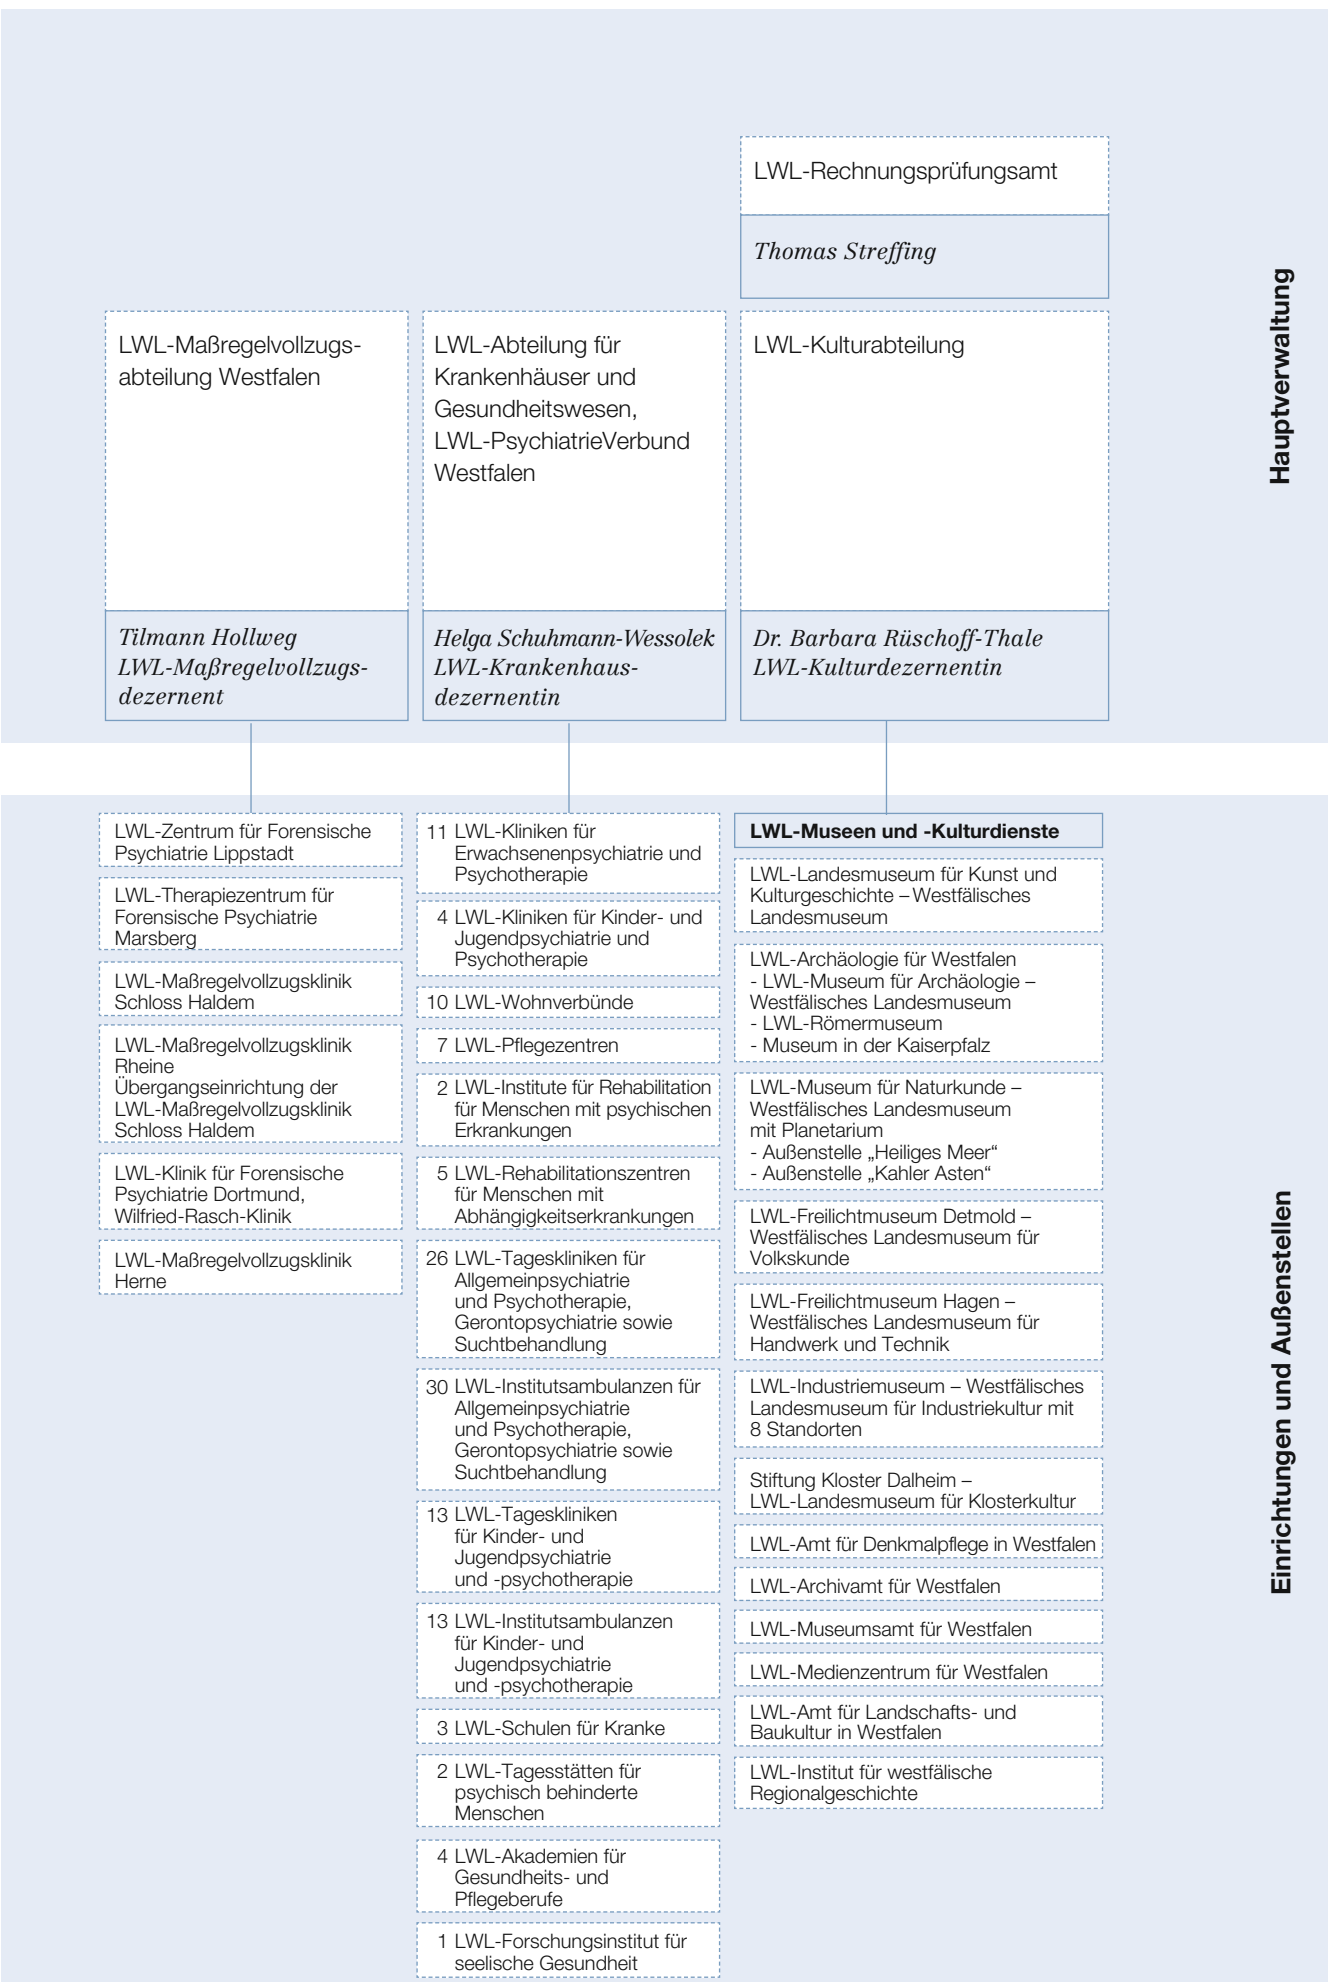 LWL-Rechnungsprüfungsamt
Thomas Streffing
Hauptverwaltung
LWL-Maßregelvollzugs-
abteilung Westfalen
Tilmann Hollweg
LWL-Maßregelvollzugs-
dezernent
LWL-Abteilung für
Krankenhäuser und
Gesundheitswesen,
LWL-PsychiatrieVerbund
Westfalen
Helga Schuhmann-Wessolek
LWL-Krankenhaus-
dezernentin
LWL-Kulturabteilung
Dr. Barbara Rüschoff-Thale
LWL-Kulturdezernentin
Einrichtungen und Außenstellen
LWL-Zentrum für Forensische
Psychiatrie Lippstadt
LWL-Therapiezentrum für
Forensische Psychiatrie
Marsberg
LWL-Maßregelvollzugsklinik
Schloss Haldem
LWL-Maßregelvollzugsklinik
Rheine
Übergangseinrichtung der
LWL-Maßregelvollzugsklinik
Schloss Haldem
LWL-Klinik für Forensische
Psychiatrie Dortmund,
Wilfried-Rasch-Klinik
LWL-Maßregelvollzugsklinik
Herne
11 LWL-Kliniken für
Erwachsenenpsychiatrie und
Psychotherapie
4 LWL-Kliniken für Kinder- und
Jugendpsychiatrie und
Psychotherapie
10 LWL-Wohnverbünde
7 LWL-Pflegezentren
2 LWL-Institute für Rehabilitation
für Menschen mit psychischen
Erkrankungen
5 LWL-Rehabilitationszentren
für Menschen mit
Abhängigkeitserkrankungen
26 LWL-Tageskliniken für
Allgemeinpsychiatrie
und Psychotherapie,
Gerontopsychiatrie sowie
Suchtbehandlung
30 LWL-Institutsambulanzen für
Allgemeinpsychiatrie
und Psychotherapie,
Gerontopsychiatrie sowie
Suchtbehandlung
13 LWL-Tageskliniken
für Kinder- und
Jugendpsychiatrie
und -psychotherapie
13 LWL-Institutsambulanzen
für Kinder- und
Jugendpsychiatrie
und -psychotherapie
3 LWL-Schulen für Kranke
2 LWL-Tagesstätten für
psychisch behinderte
Menschen
4 LWL-Akademien für
Gesundheits- und
Pflegeberufe
1 LWL-Forschungsinstitut für
seelische Gesundheit
LWL-Museen und -Kulturdienste
LWL-Landesmuseum für Kunst und
Kulturgeschichte – Westfälisches
Landesmuseum
LWL-Archäologie für Westfalen
- LWL-Museum für Archäologie –
Westfälisches Landesmuseum
- LWL-Römermuseum
- Museum in der Kaiserpfalz
LWL-Museum für Naturkunde –
Westfälisches Landesmuseum
mit Planetarium
- Außenstelle „Heiliges Meer“
- Außenstelle „Kahler Asten“
LWL-Freilichtmuseum Detmold –
Westfälisches Landesmuseum für
Volkskunde
LWL-Freilichtmuseum Hagen –
Westfälisches Landesmuseum für
Handwerk und Technik
LWL-Industriemuseum – Westfälisches
Landesmuseum für Industriekultur mit
8 Standorten
Stiftung Kloster Dalheim –
LWL-Landesmuseum für Klosterkultur
LWL-Amt für Denkmalpflege in Westfalen
LWL-Archivamt für Westfalen
LWL-Museumsamt für Westfalen
LWL-Medienzentrum für Westfalen
LWL-Amt für Landschafts- und
Baukultur in Westfalen
LWL-Institut für westfälische
Regionalgeschichte